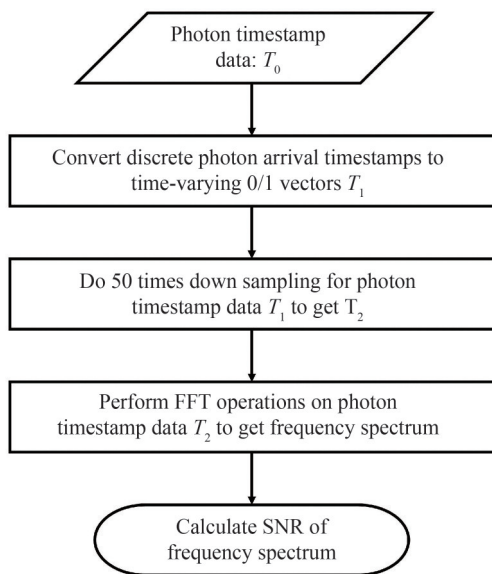 Photon timestamp
data: T₀
Convert discrete photon arrival timestamps to
time-varying 0/1 vectors T₁
Do 50 times down sampling for photon
timestamp data T₁ to get T₂
Perform FFT operations on photon
timestamp data T₂ to get frequency spectrum
Calculate SNR of
frequency spectrum